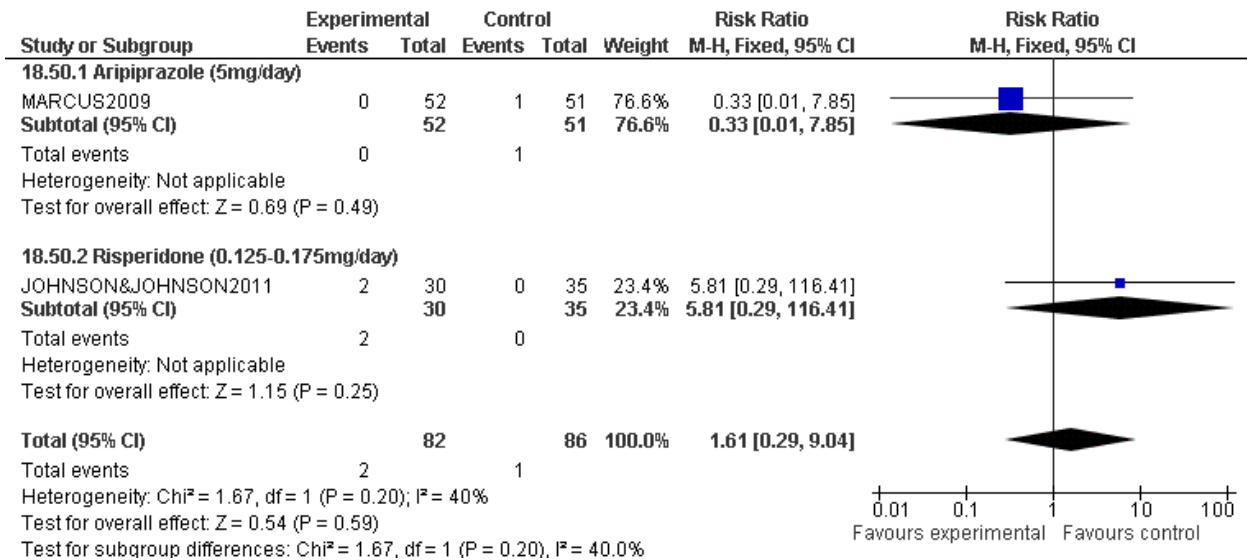 Experimental Control Risk Ratio Risk Ratio
Study or Subgroup Events Total Events Total Weight M-H, Fixed, 95% CI M-H, Fixed, 95% CI
18.50.1 Aripiprazole (5mg/day)
MARCUS2009 0 52 1 51 76.6% 0.33 [0.01, 7.85]
Subtotal (95% CI) 52 51 76.6% 0.33 [0.01, 7.85]
Total events 0 1
Heterogeneity: Not applicable
Test for overall effect: Z = 0.69 (P = 0.49)
18.50.2 Risperidone (0.125-0.175mg/day)
JOHNSON&JOHNSON2011 2 30 0 35 23.4% 5.81 [0.29, 116.41]
Subtotal (95% CI) 30 35 23.4% 5.81 [0.29, 116.41]
Total events 2 0
Heterogeneity: Not applicable
Test for overall effect: Z = 1.15 (P = 0.25)
Total (95% CI) 82 86 100.0% 1.61 [0.29, 9.04]
Total events 2 1
Heterogeneity: Chi² = 1.67, df = 1 (P = 0.20); I² = 40%
Test for overall effect: Z = 0.54 (P = 0.59)
Test for subgroup differences: Chi² = 1.67, df = 1 (P = 0.20), I² = 40.0%
0.01 0.1 1 10 100
Favours experimental Favours control